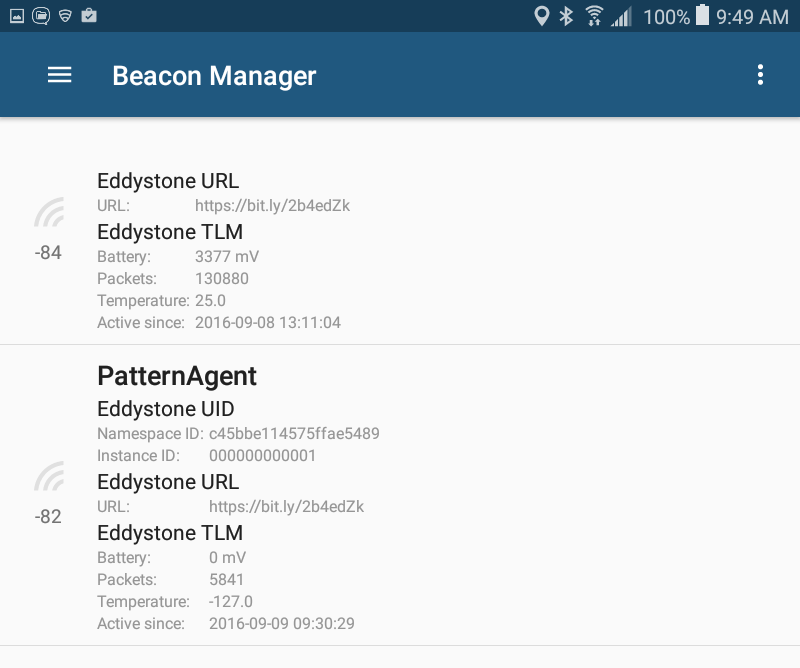 100% 9:49 AM
Beacon Manager
Eddystone URL
URL: https://bit.ly/2b4edZk
Eddystone TLM
Battery: 3377 mV
Packets: 130880
Temperature: 25.0
Active since: 2016-09-08 13:11:04
-84
PatternAgent
Eddystone UID
Namespace ID: c45bbe114575ffae5489
Instance ID: 000000000001
Eddystone URL
URL: https://bit.ly/2b4edZk
Eddystone TLM
Battery: 0 mV
Packets: 5841
Temperature: -127.0
Active since: 2016-09-09 09:30:29
-82